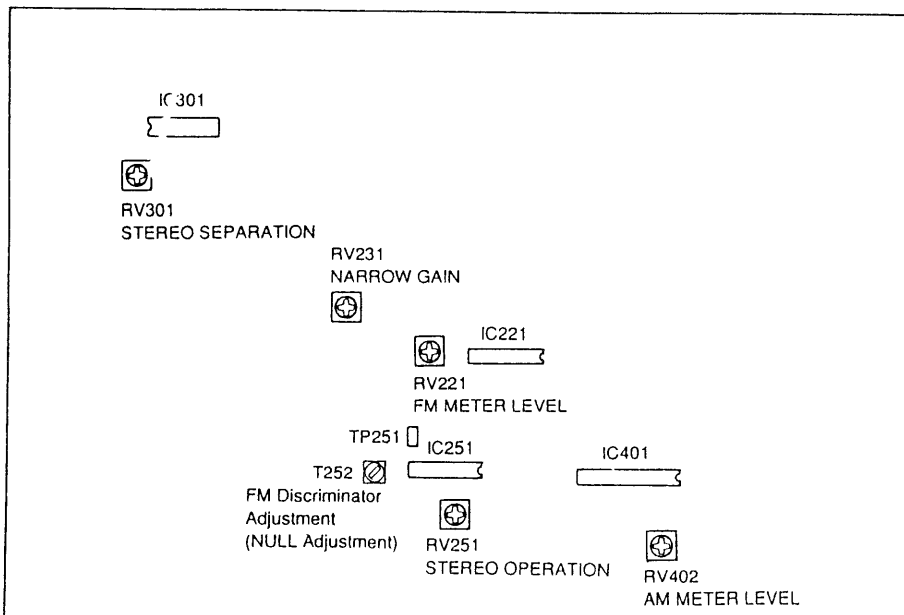 IC301
RV301
STEREO SEPARATION
RV231
NARROW GAIN
IC221
RV221
FM METER LEVEL
TP251
IC251
IC401
T252
FM Discriminator
Adjustment
(NULL Adjustment)
RV251
STEREO OPERATION
RV402
AM METER LEVEL